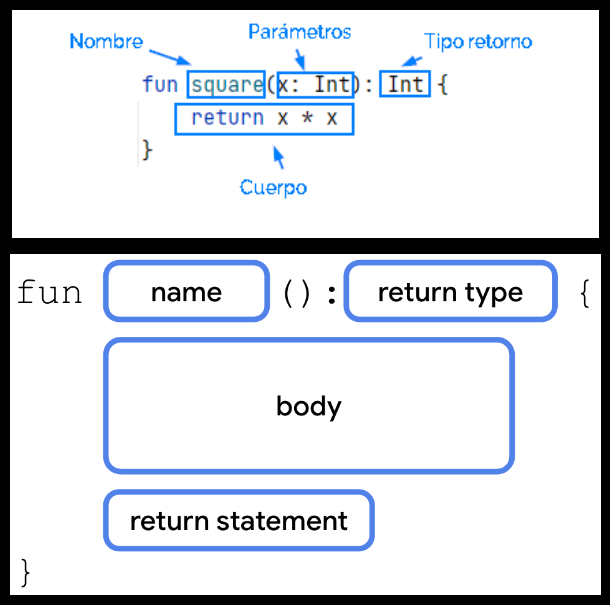 Nombre Parámetros Tipo retorno
fun square(x: Int): Int {
return x * x
}
Cuerpo
fun name () : return type {
body
return statement
}